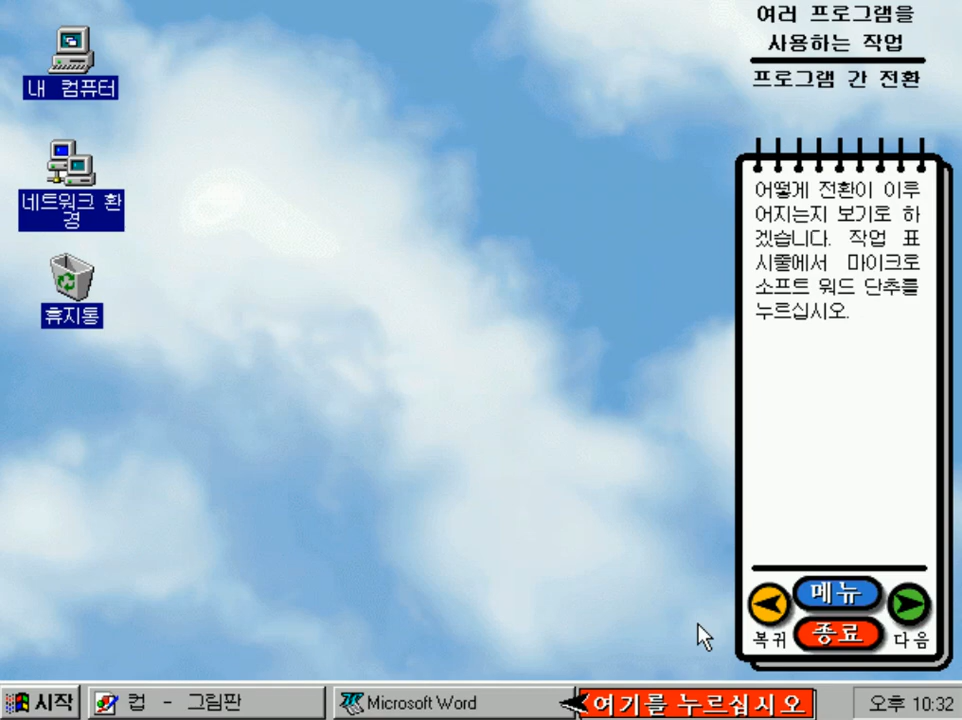 여러 프로그램을
사용하는 작업
프로그램 간 전환
내 컴퓨터
네트워크 환
경
휴지통
어떻게 전환이 이루
어지는지 보기로 하
겠습니다. 작업 표
시줄에서 마이크로
소프트 워드 단추를
누르십시오.
메뉴
복귀
종료
다음
시작
컵 - 그림판
Microsoft Word
여기를 누르십시오
오후 10:32